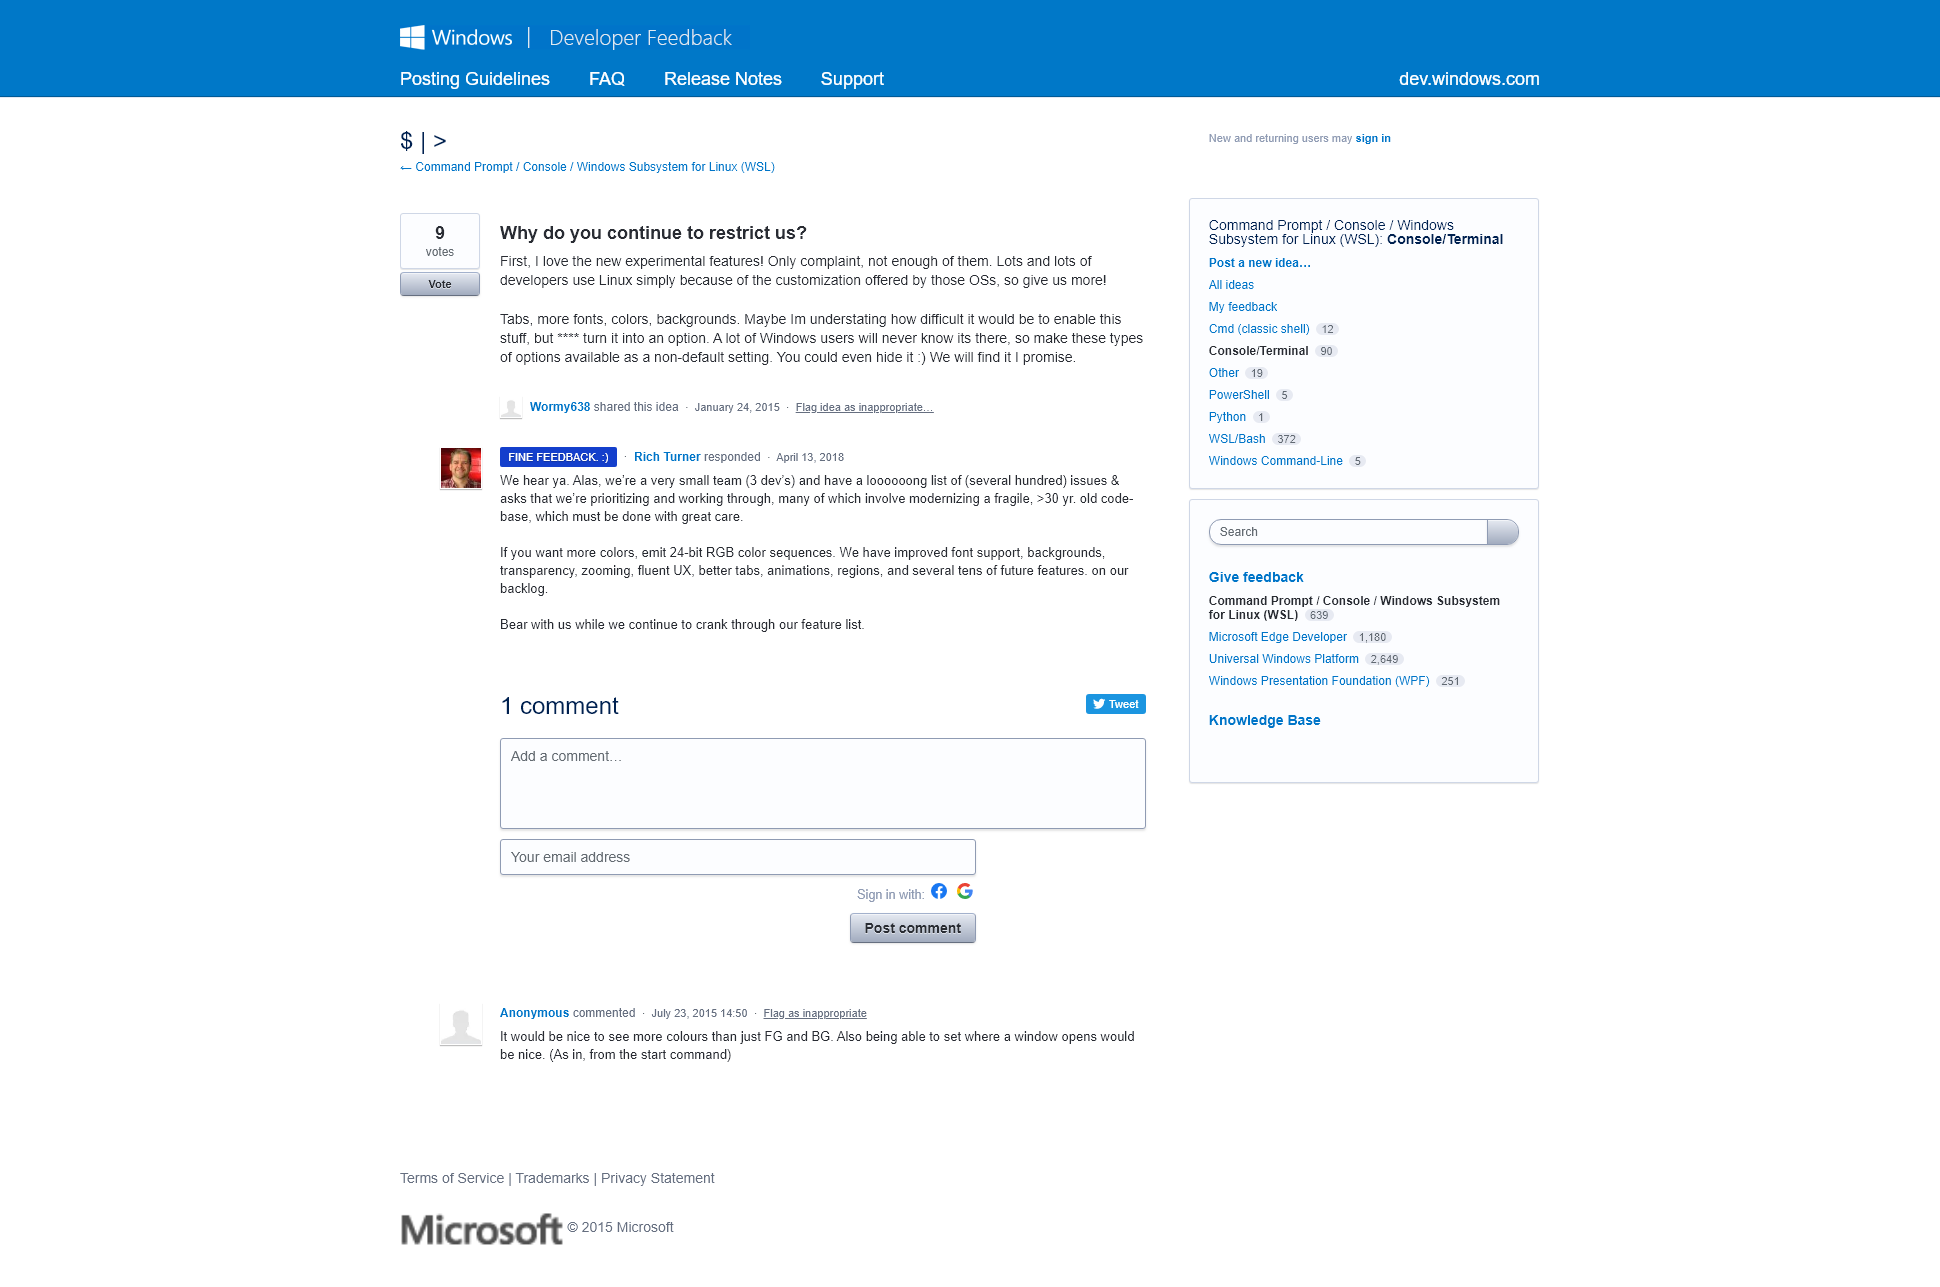 Windows | Developer Feedback
Posting Guidelines FAQ Release Notes Support dev.windows.com
$ | >
New and returning users may sign in
← Command Prompt / Console / Windows Subsystem for Linux (WSL)
9
votes
Vote
Why do you continue to restrict us?
First, I love the new experimental features! Only complaint, not enough of them. Lots and lots of
developers use Linux simply because of the customization offered by those OSs, so give us more!
Tabs, more fonts, colors, backgrounds. Maybe Im understating how difficult it would be to enable this
stuff, but **** turn it into an option. A lot of Windows users will never know its there, so make these types
of options available as a non-default setting. You could even hide it :) We will find it I promise.
Wormy638 shared this idea · January 24, 2015 · Flag idea as inappropriate…
FINE FEEDBACK. :) · Rich Turner responded · April 13, 2018
We hear ya. Alas, we’re a very small team (3 dev’s) and have a loooooong list of (several hundred) issues &
asks that we’re prioritizing and working through, many of which involve modernizing a fragile, >30 yr. old code-
base, which must be done with great care.
If you want more colors, emit 24-bit RGB color sequences. We have improved font support, backgrounds,
transparency, zooming, fluent UX, better tabs, animations, regions, and several tens of future features. on our
backlog.
Bear with us while we continue to crank through our feature list.
1 comment
Tweet
Add a comment…
Your email address
Sign in with:
Post comment
Anonymous commented · July 23, 2015 14:50 · Flag as inappropriate
It would be nice to see more colours than just FG and BG. Also being able to set where a window opens would
be nice. (As in, from the start command)
Command Prompt / Console / Windows
Subsystem for Linux (WSL): Console/Terminal
Post a new idea…
All ideas
My feedback
Cmd (classic shell) 12
Console/Terminal 90
Other 19
PowerShell 5
Python 1
WSL/Bash 372
Windows Command-Line 5
Search
Give feedback
Command Prompt / Console / Windows Subsystem
for Linux (WSL) 639
Microsoft Edge Developer 1,180
Universal Windows Platform 2,649
Windows Presentation Foundation (WPF) 251
Knowledge Base
Terms of Service | Trademarks | Privacy Statement
Microsoft © 2015 Microsoft